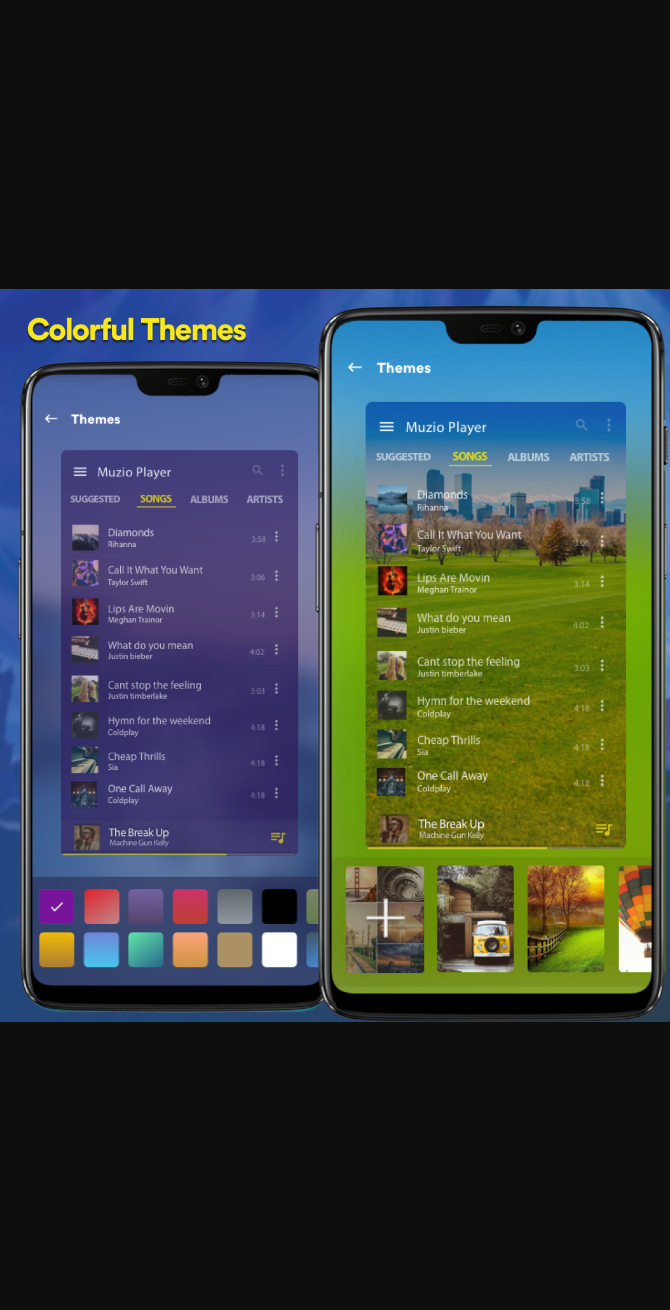 Colorful Themes
Themes
Muzio Player
SUGGESTED SONGS ALBUMS ARTISTS
Diamonds
Rihanna
3:58
Call It What You Want
Taylor Swift
3:06
Lips Are Movin
Meghan Trainor
3:14
What do you mean
Justin bieber
4:02
Cant stop the feeling
Justin timberlake
3:03
Hymn for the weekend
Coldplay
4:18
Cheap Thrills
Sia
4:18
One Call Away
Coldplay
4:18
The Break Up
Machine Gun Kelly
Themes
Muzio Player
SUGGESTED SONGS ALBUMS ARTISTS
Diamonds
Rihanna
3:58
Call It What You Want
Taylor Swift
3:06
Lips Are Movin
Meghan Trainor
3:14
What do you mean
Justin bieber
4:02
Cant stop the feeling
Justin timberlake
3:03
Hymn for the weekend
Coldplay
4:18
Cheap Thrills
Sia
4:18
One Call Away
Coldplay
4:18
The Break Up
Machine Gun Kelly